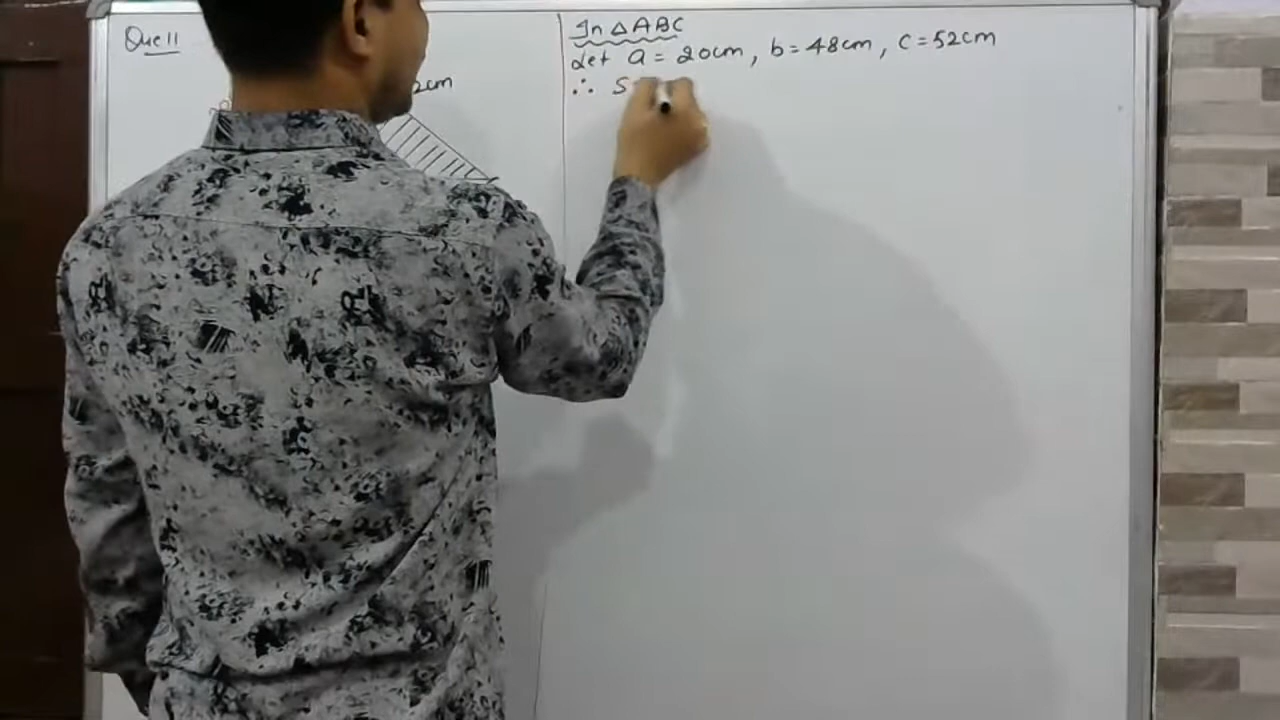 Que 11
2cm
In △ABC
Let a = 20cm, b = 48cm, c = 52cm
∴ S